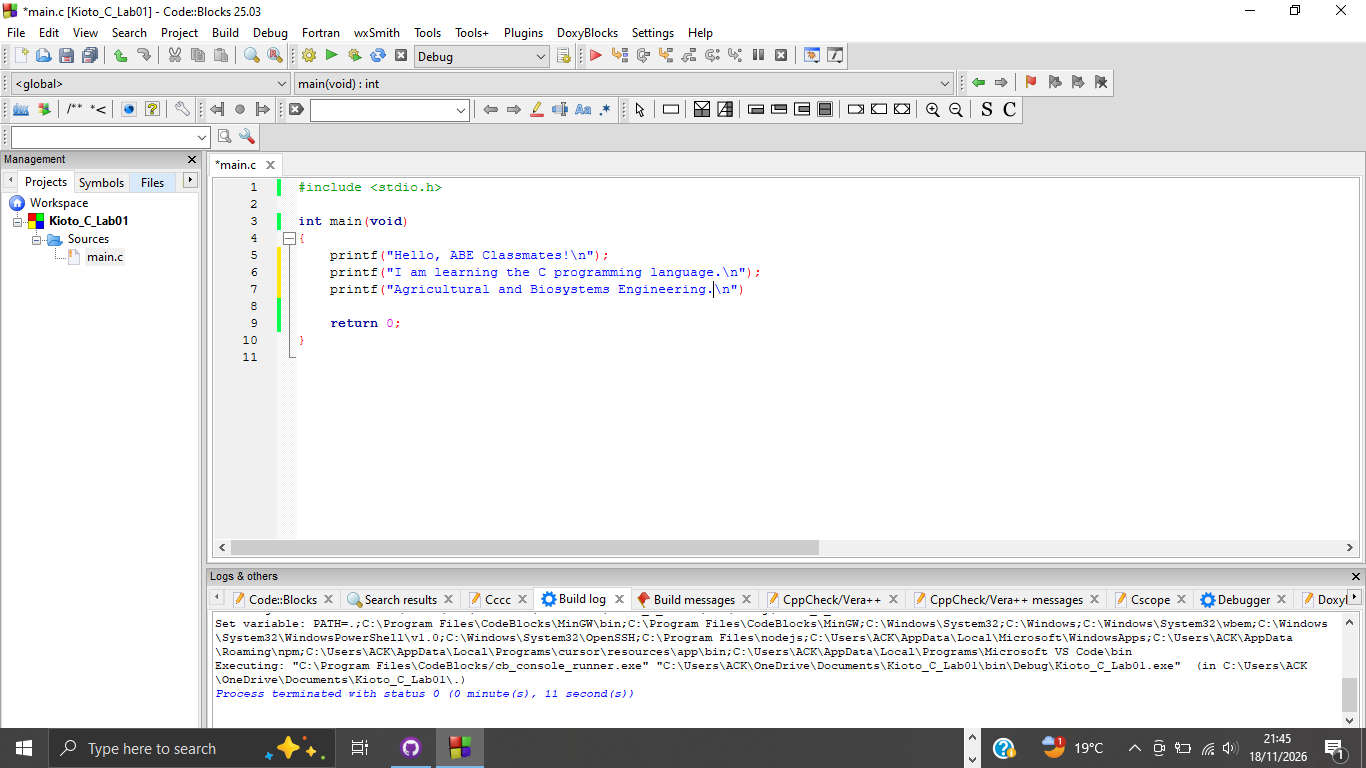 *main.c [Kioto_C_Lab01] - Code::Blocks 25.03
File Edit View Search Project Build Debug Fortran wxSmith Tools Tools+ Plugins DoxyBlocks Settings Help
Debug
<global> main(void) : int
/** *< Aa .* S C
Management
*main.c
Projects Symbols Files
Workspace
Kioto_C_Lab01
Sources
main.c
1 #include <stdio.h>
2
3 int main(void)
4 {
5 printf("Hello, ABE Classmates!\n");
6 printf("I am learning the C programming language.\n");
7 printf("Agricultural and Biosystems Engineering.\n")
8
9 return 0;
10 }
11
Logs & others
Code::Blocks Search results Cccc Build log Build messages CppCheck/Vera++ CppCheck/Vera++ messages Cscope Debugger Doxyl
Set variable: PATH=.;C:\Program Files\CodeBlocks\MinGW\bin;C:\Program Files\CodeBlocks\MinGW;C:\Windows\System32;C:\Windows;C:\Windows\System32\wbem;C:\Windows
\System32\WindowsPowerShell\v1.0;C:\Windows\System32\OpenSSH;C:\Program Files\nodejs;C:\Users\ACK\AppData\Local\Microsoft\WindowsApps;C:\Users\ACK\AppData
\Roaming\npm;C:\Users\ACK\AppData\Local\Programs\cursor\resources\app\bin;C:\Users\ACK\AppData\Local\Programs\Microsoft VS Code\bin
Executing: "C:\Program Files\CodeBlocks/cb_console_runner.exe" "C:\Users\ACK\OneDrive\Documents\Kioto_C_Lab01\bin\Debug\Kioto_C_Lab01.exe" (in C:\Users\ACK
\OneDrive\Documents\Kioto_C_Lab01\.)
Process terminated with status 0 (0 minute(s), 11 second(s))
Type here to search
1
19°C
21:45
18/11/2026
1